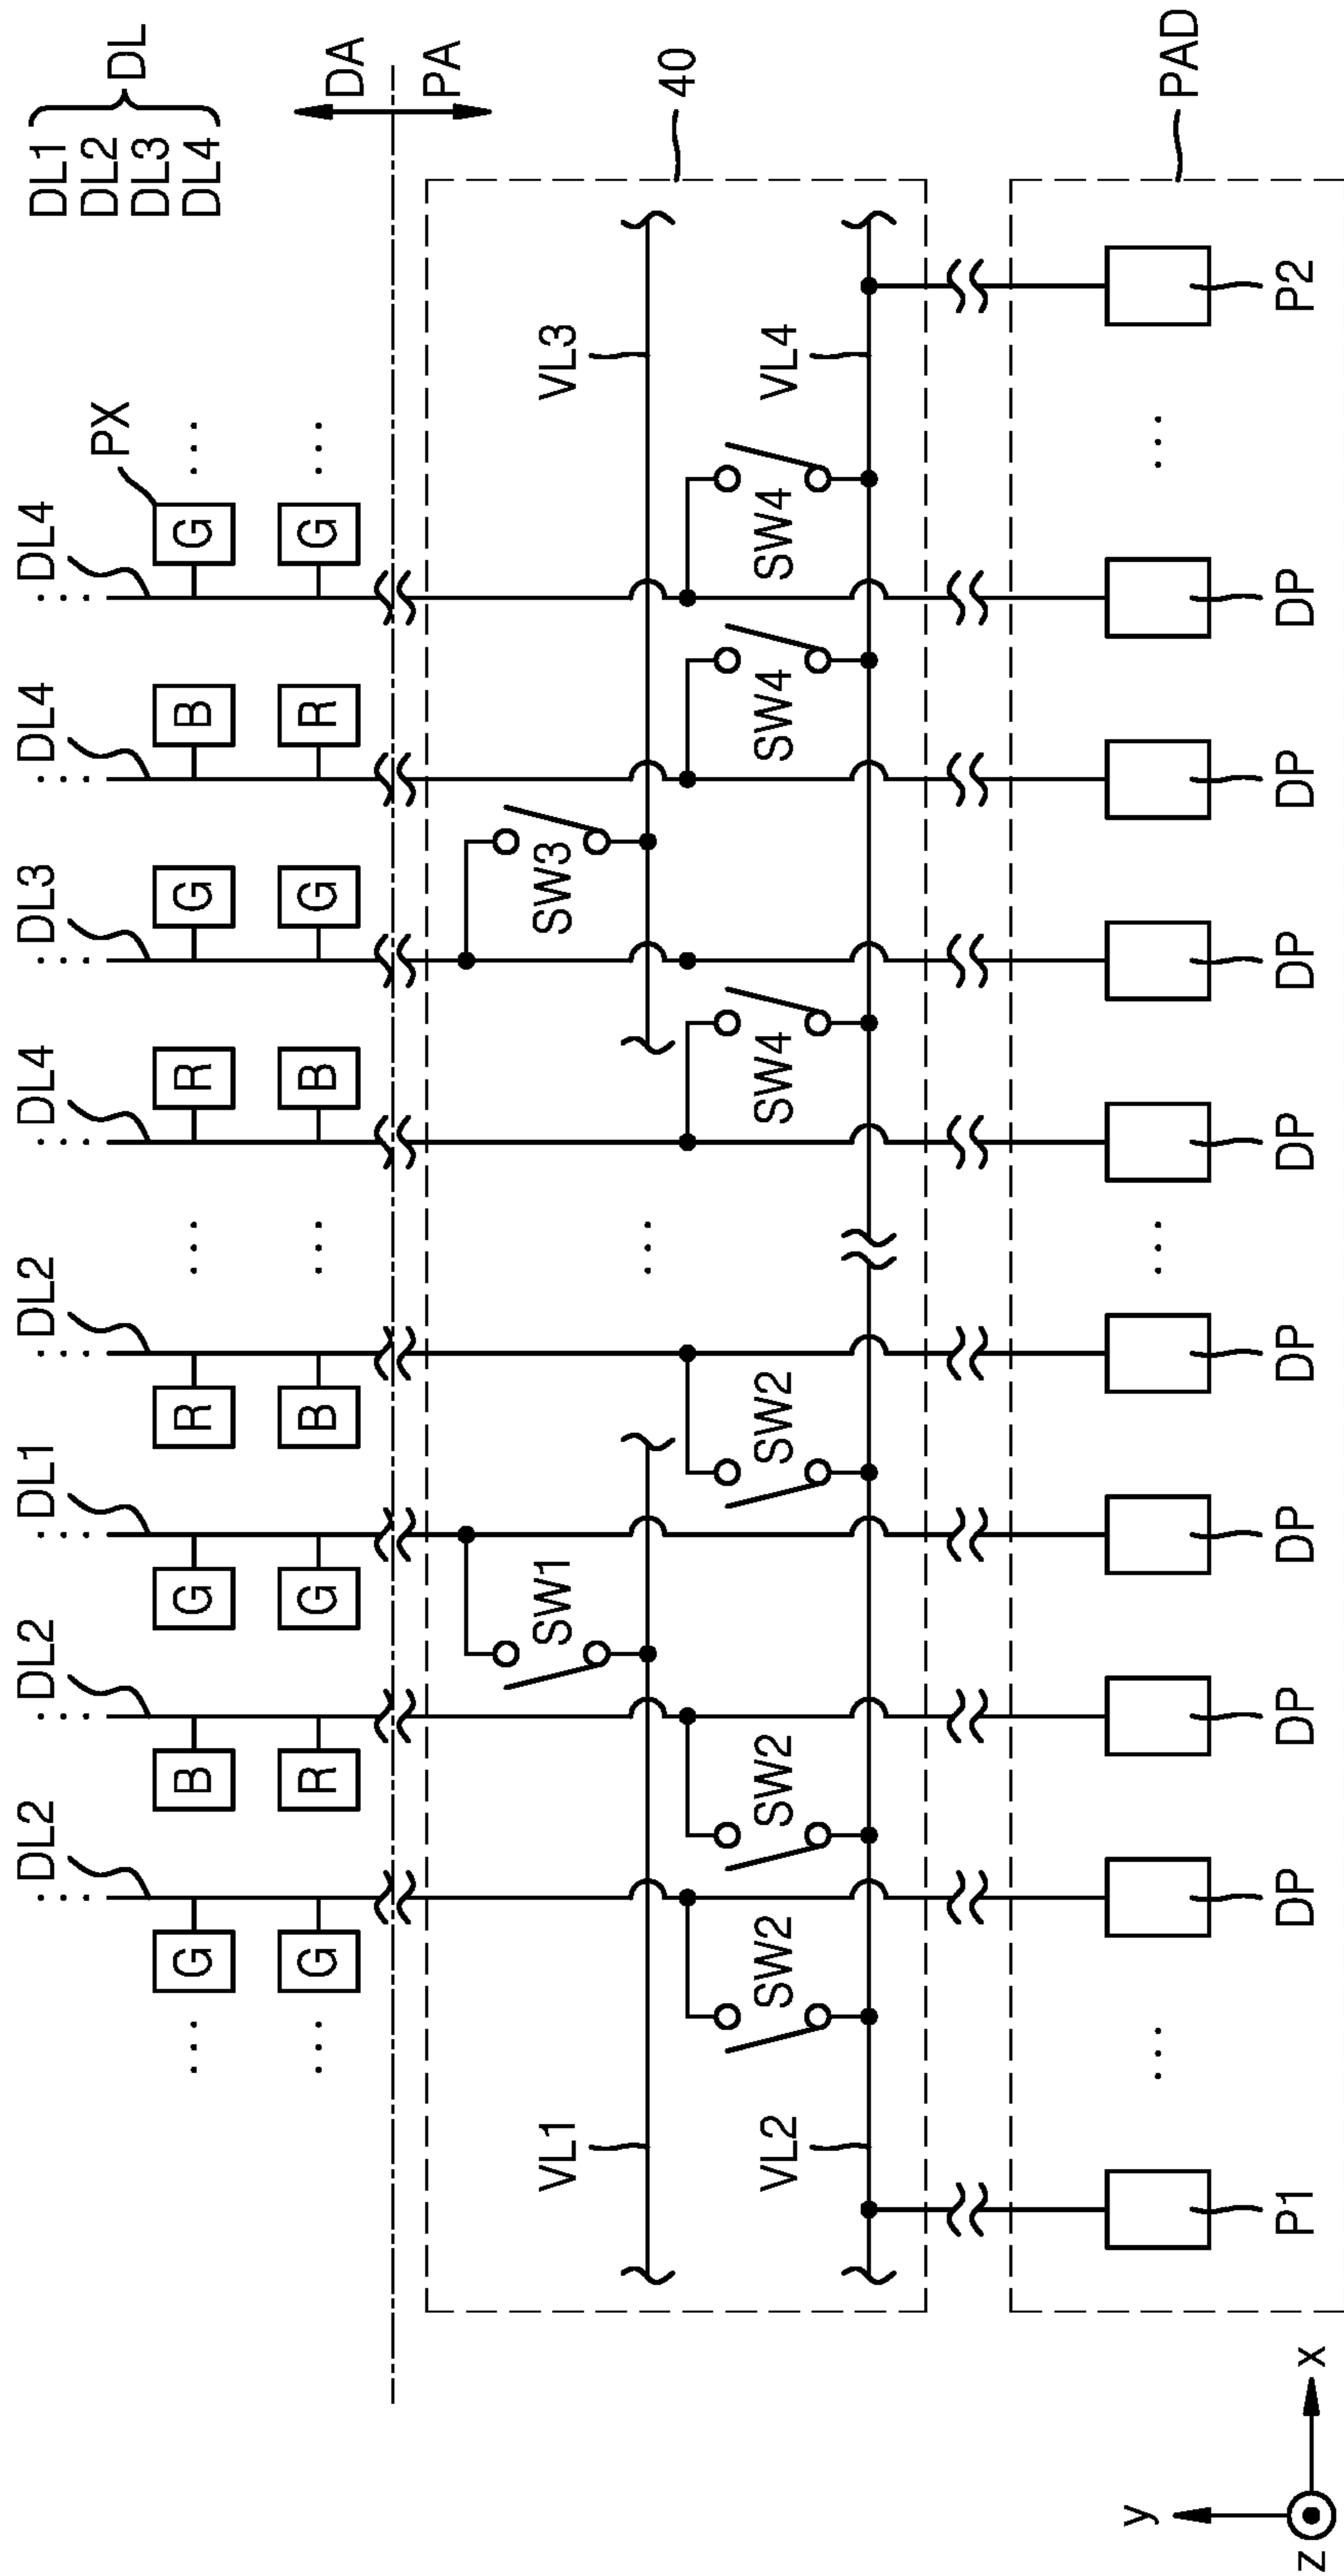 DL1
DL2
DL3
DL4
DL
DL2 DL2 DL1 DL2 DL4 DL3 DL4 DL4
PX
... G B G R ... R G B G ...
... G R G B ... B G R G ...
DA
PA
40
SW1 SW3
VL1 VL3
SW2 SW2 SW2 SW4 SW4 SW4
VL2 VL4
PAD
P1 DP DP DP DP DP DP DP DP P2
y
z x